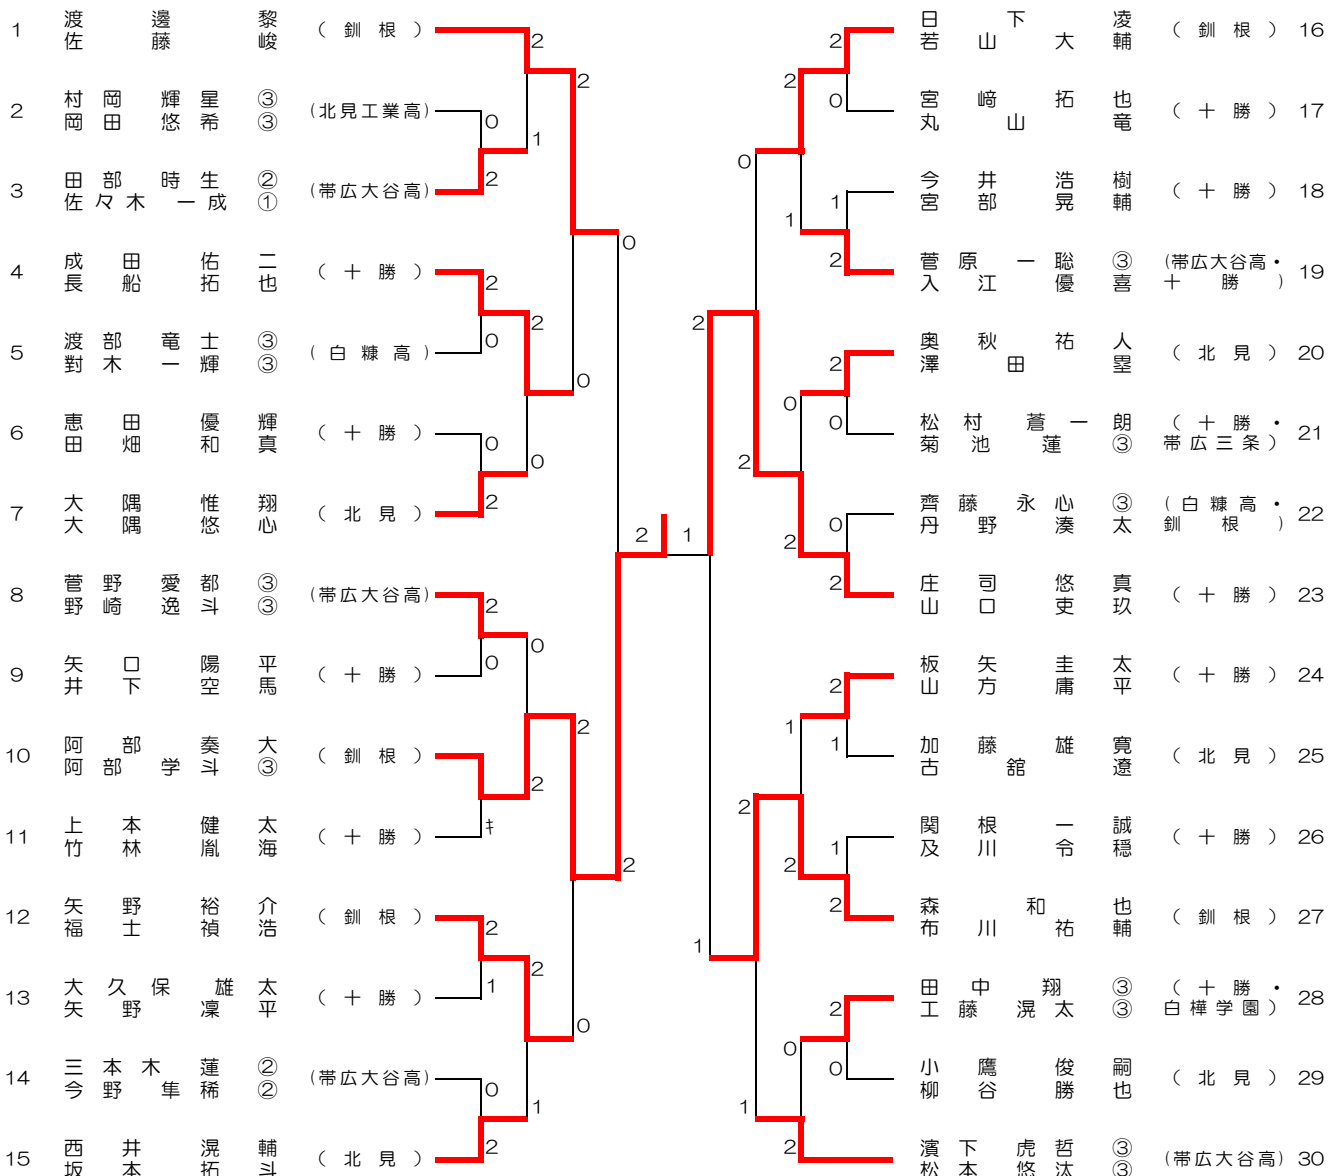 1 渡邊黎 (釧根)
佐藤峻
2 村岡輝星③ (北見工業高)
岡田悠希③
3 田部時生② (帯広大谷高)
佐々木一成①
4 成田佑二 (十勝)
長船拓也
5 渡部竜士③ (白糠高)
對木一輝③
6 恵田優輝 (十勝)
田畑和真
7 大隅惟翔 (北見)
大隅悠心
8 菅野愛都③ (帯広大谷高)
野崎逸斗③
9 矢口陽平 (十勝)
井下空馬
10 阿部奏大 (釧根)
阿部学斗③
11 上本健太 (十勝)
竹林胤海
12 矢野裕介 (釧根)
福士禎浩
13 大久保雄太 (十勝)
矢野凜平
14 三本木蓮② (帯広大谷高)
今野隼稀②
15 西井滉輔 (北見)
坂本拓斗
2
0
1
2
2
2
0
2
0
2
0
0
0
2
0
2
0
0
2
キ
2
2
2
1
2
0
0
1
2
2 1
2
0
2
0
1
1
2
2
0
0
2
0
2
2
2
1
1
2
1
2
2
1
2
0
0
1
2
日下凌 (釧根) 16
若山大輔
宮﨑拓也 (十勝) 17
丸山竜
今井浩樹 (十勝) 18
宮部晃輔
菅原一聡③ (帯広大谷高・ 19
入江優喜 十勝)
奥秋祐人 (北見) 20
澤田塁
松村蒼一朗 (十勝・ 21
菊池蓮③ 帯広三条)
齊藤永心③ (白糠高・ 22
丹野湊太 釧根)
庄司悠真 (十勝) 23
山口吏玖
板矢圭太 (十勝) 24
山方庸平
加藤雄寛 (北見) 25
古舘遼
関根一誠 (十勝) 26
及川令穏
森和也 (釧根) 27
布川祐輔
田中翔③ (十勝・ 28
工藤滉太③ 白樺学園)
小鷹俊嗣 (北見) 29
柳谷勝也
濱下虎哲③ (帯広大谷高) 30
松本悠汰③